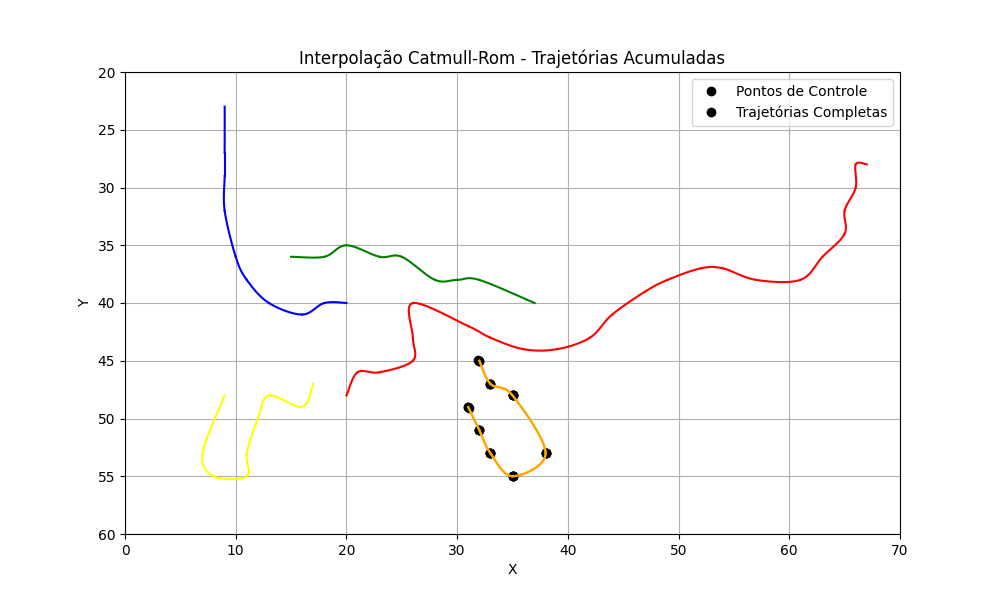 Interpolação Catmull-Rom - Trajetórias Acumuladas
Pontos de Controle
Trajetórias Completas
20
25
30
35
40
45
50
55
60
Y
0 10 20 30 40 50 60 70
X